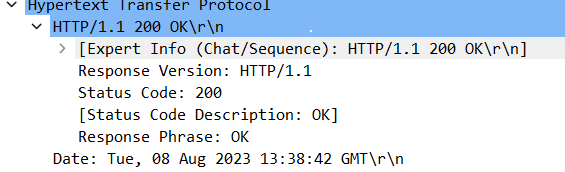 Hypertext Transfer Protocol
HTTP/1.1 200 OK\r\n
[Expert Info (Chat/Sequence): HTTP/1.1 200 OK\r\n]
Response Version: HTTP/1.1
Status Code: 200
[Status Code Description: OK]
Response Phrase: OK
Date: Tue, 08 Aug 2023 13:38:42 GMT\r\n